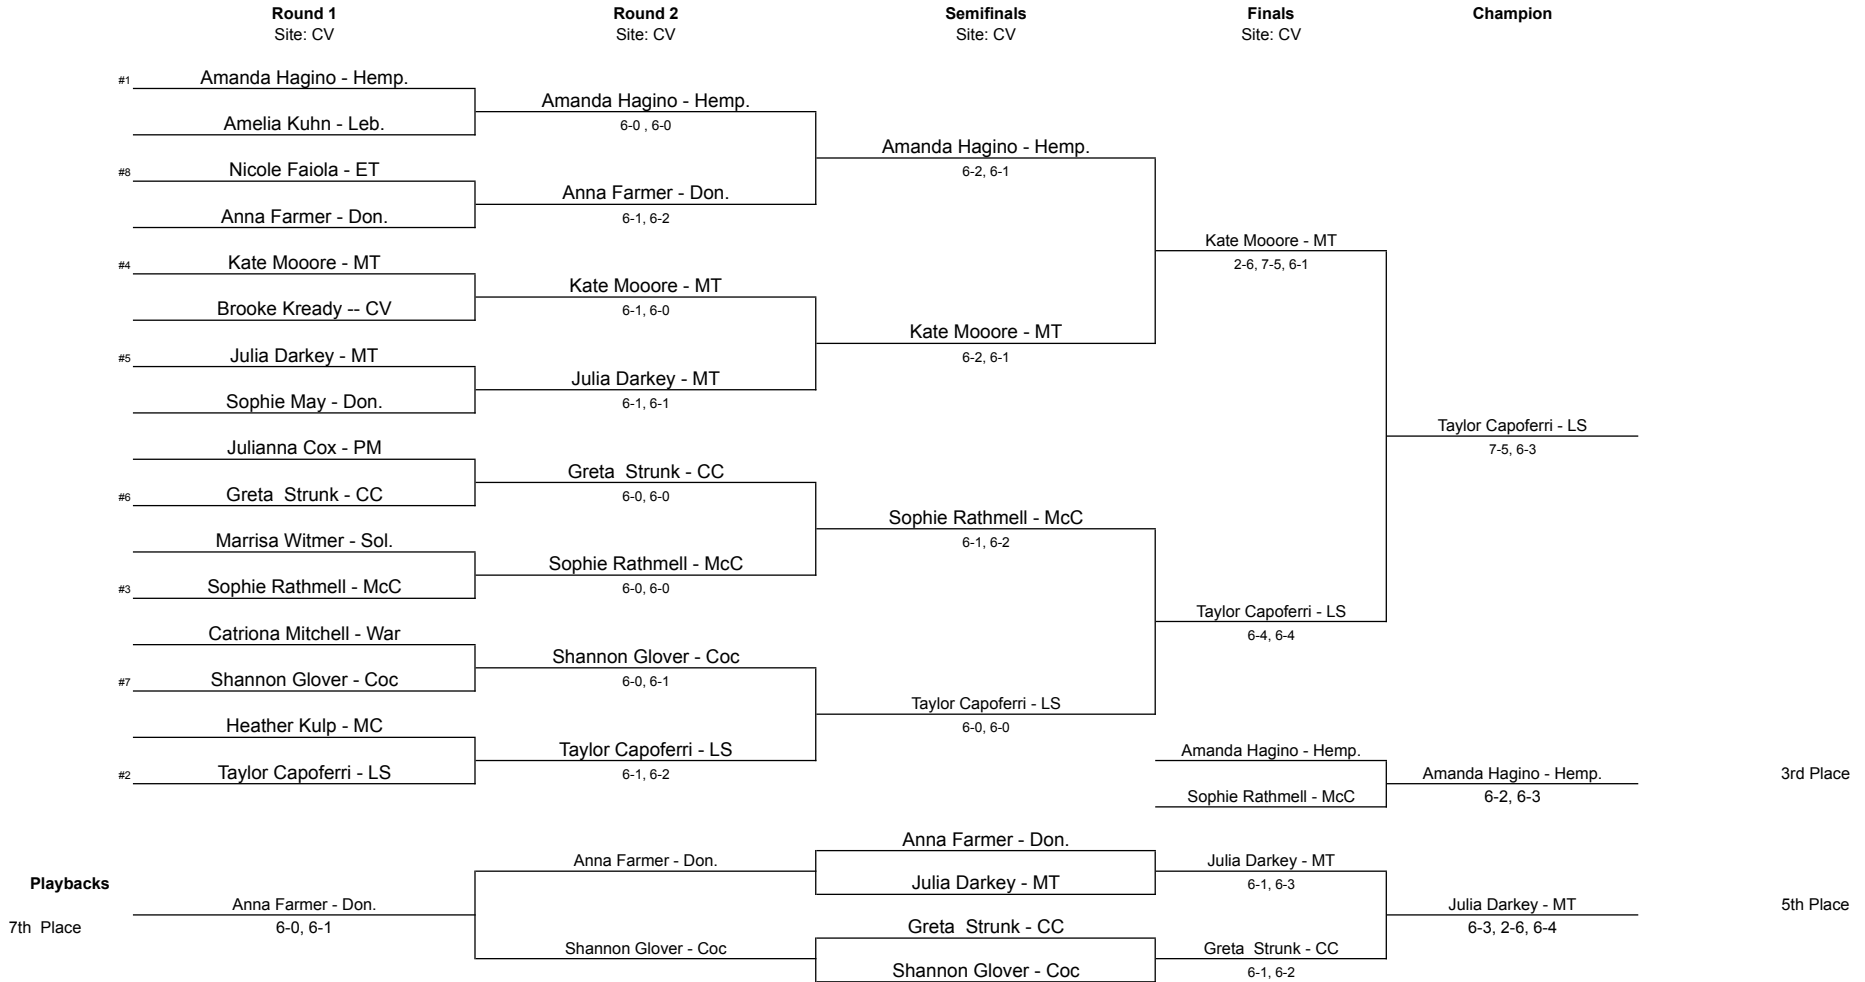 Round 1
Site: CV
Round 2
Site: CV
Semifinals
Site: CV
Finals
Site: CV
Champion
#1
Amanda Hagino - Hemp.
Amelia Kuhn - Leb.
#8
Nicole Faiola - ET
Anna Farmer - Don.
#4
Kate Mooore - MT
Brooke Kready -- CV
#5
Julia Darkey - MT
Sophie May - Don.
Julianna Cox - PM
#6
Greta  Strunk - CC
Marrisa Witmer - Sol.
#3
Sophie Rathmell - McC
Catriona Mitchell - War
#7
Shannon Glover - Coc
Heather Kulp - MC
#2
Taylor Capoferri - LS
Amanda Hagino - Hemp.
6-0 , 6-0
Anna Farmer - Don.
6-1, 6-2
Kate Mooore - MT
6-1, 6-0
Julia Darkey - MT
6-1, 6-1
Greta  Strunk - CC
6-0, 6-0
Sophie Rathmell - McC
6-0, 6-0
Shannon Glover - Coc
6-0, 6-1
Taylor Capoferri - LS
6-1, 6-2
Amanda Hagino - Hemp.
6-2, 6-1
Kate Mooore - MT
6-2, 6-1
Sophie Rathmell - McC
6-1, 6-2
Taylor Capoferri - LS
6-0, 6-0
Kate Mooore - MT
2-6, 7-5, 6-1
Taylor Capoferri - LS
6-4, 6-4
Taylor Capoferri - LS
7-5, 6-3
Amanda Hagino - Hemp.
Sophie Rathmell - McC
Amanda Hagino - Hemp.
6-2, 6-3
3rd Place
Playbacks
7th  Place
Anna Farmer - Don.
6-0, 6-1
Anna Farmer - Don.
Shannon Glover - Coc
Anna Farmer - Don.
Julia Darkey - MT
Greta  Strunk - CC
Shannon Glover - Coc
Julia Darkey - MT
6-1, 6-3
Greta  Strunk - CC
6-1, 6-2
Julia Darkey - MT
6-3, 2-6, 6-4
5th Place